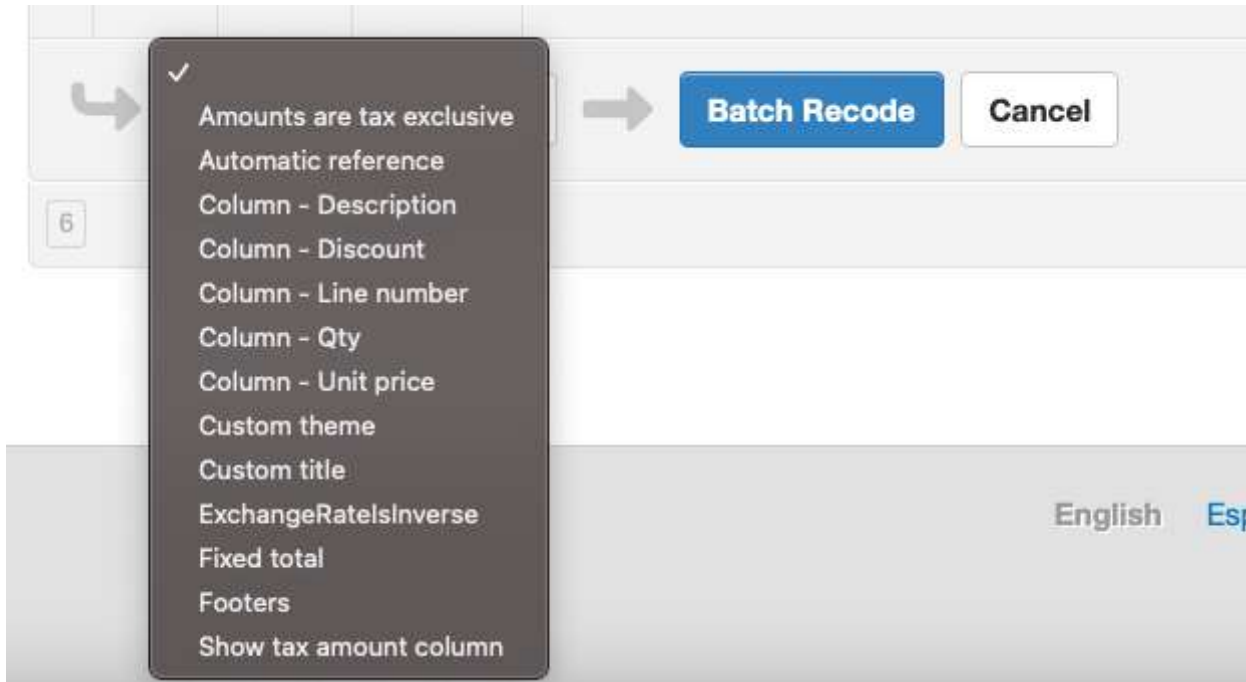 Amounts are tax exclusive
Automatic reference
Column - Description
Column - Discount
Column - Line number
Column - Qty
Column - Unit price
Custom theme
Custom title
ExchangeRateIsInverse
Fixed total
Footers
Show tax amount column
Batch Recode
Cancel
6
English Esp